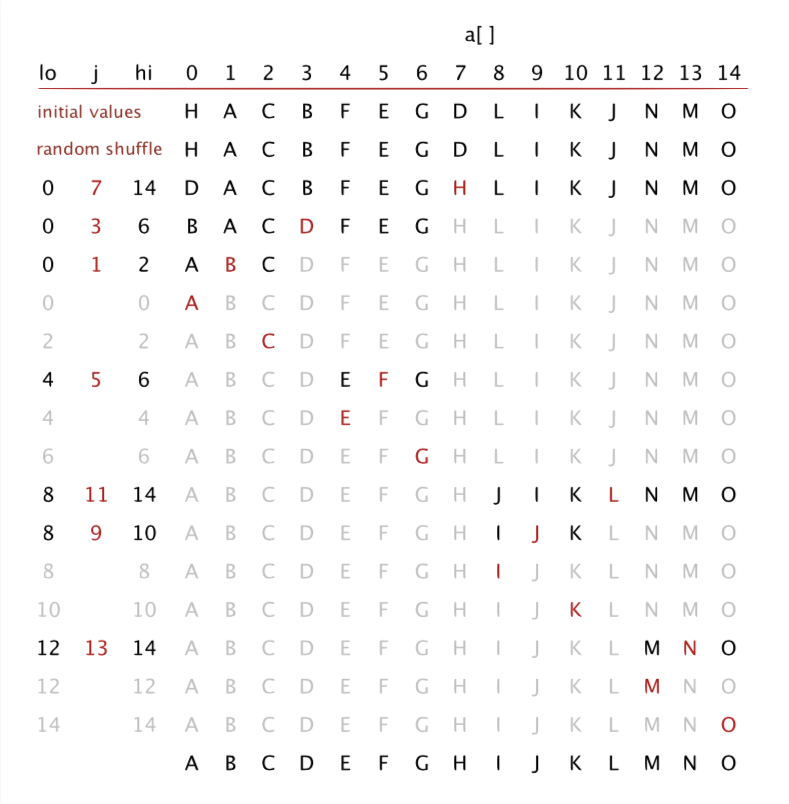 a[ ]
lo j hi 0 1 2 3 4 5 6 7 8 9 10 11 12 13 14
initial values H A C B F E G D L I K J N M O
random shuffle H A C B F E G D L I K J N M O
0 7 14 D A C B F E G H L I K J N M O
0 3 6 B A C D F E G H L I K J N M O
0 1 2 A B C D F E G H L I K J N M O
0 0 A B C D F E G H L I K J N M O
2 2 A B C D F E G H L I K J N M O
4 5 6 A B C D E F G H L I K J N M O
4 4 A B C D E F G H L I K J N M O
6 6 A B C D E F G H L I K J N M O
8 11 14 A B C D E F G H J I K L N M O
8 9 10 A B C D E F G H I J K L N M O
8 8 A B C D E F G H I J K L N M O
10 10 A B C D E F G H I J K L N M O
12 13 14 A B C D E F G H I J K L M N O
12 12 A B C D E F G H I J K L M N O
14 14 A B C D E F G H I J K L M N O
A B C D E F G H I J K L M N O